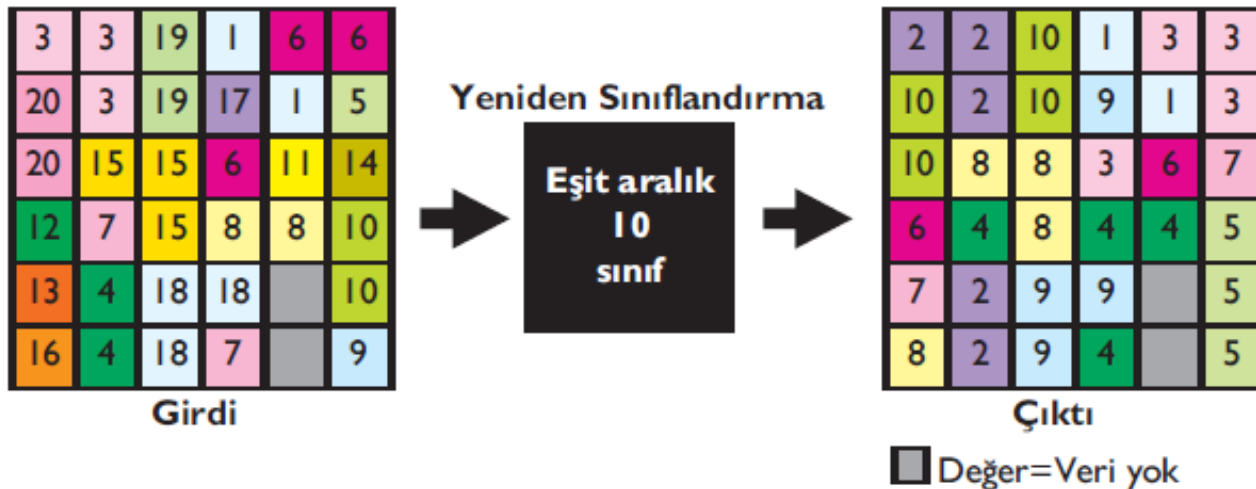 3 3 19 1 6 6
20 3 19 17 1 5
20 15 15 6 11 14
12 7 15 8 8 10
13 4 18 18 10
16 4 18 7 9
Girdi
Yeniden Sınıflandırma
Eşit aralık
10
sınıf
2 2 10 1 3 3
10 2 10 9 1 3
10 8 8 3 6 7
6 4 8 4 4 5
7 2 9 9 5
8 2 9 4 5
Çıktı
Değer=Veri yok